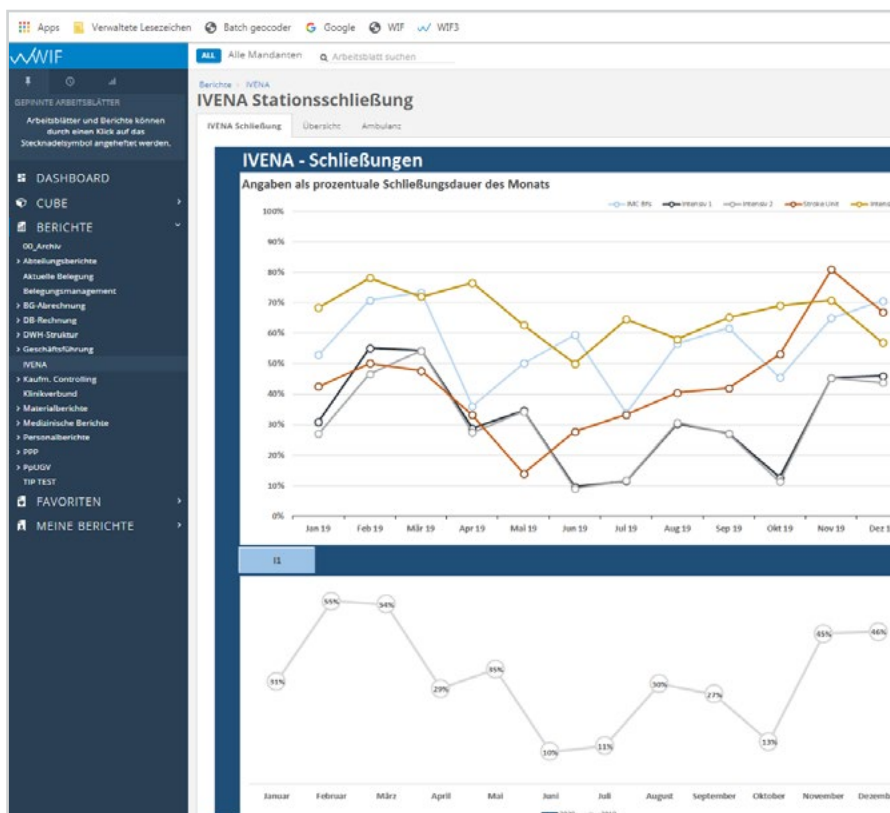 Apps Verwaltete Lesezeichen Batch geocoder Google WIF WIF3
WIF
ALL Alle Mandanten Arbeitsblatt suchen
GEPINNTE ARBEITSBLÄTTER
Arbeitsblätter und Berichte können
durch einen Klick auf das
Stecknadelsymbol angeheftet werden.
DASHBOARD
CUBE
BERICHTE
00_Archiv
Abteilungsberichte
Aktuelle Belegung
Belegungsmanagement
BG-Abrechnung
DB-Rechnung
DWH-Struktur
Geschäftsführung
IVENA
Kaufm. Controlling
Klinikverbund
Materialberichte
Medizinische Berichte
Personalberichte
PPP
PpUGV
TIP TEST
FAVORITEN
MEINE BERICHTE
Berichte > IVENA
IVENA Stationsschließung
IVENA Schließung Übersicht Ambulanz
IVENA - Schließungen
Angaben als prozentuale Schließungsdauer des Monats
IMC Bfs Intensiv 1 Intensiv 2 Stroke Unit
100%
90%
80%
70%
60%
50%
40%
30%
20%
10%
0%
Jan 19 Feb 19 Mär 19 Apr 19 Mai 19 Jun 19 Jul 19 Aug 19 Sep 19 Okt 19 Nov 19 Dez 1
I1
31% 55% 54% 29% 35% 10% 11% 30% 27% 13% 45% 46%
Januar Februar März April Mai Juni Juli August September Oktober November Dezemb